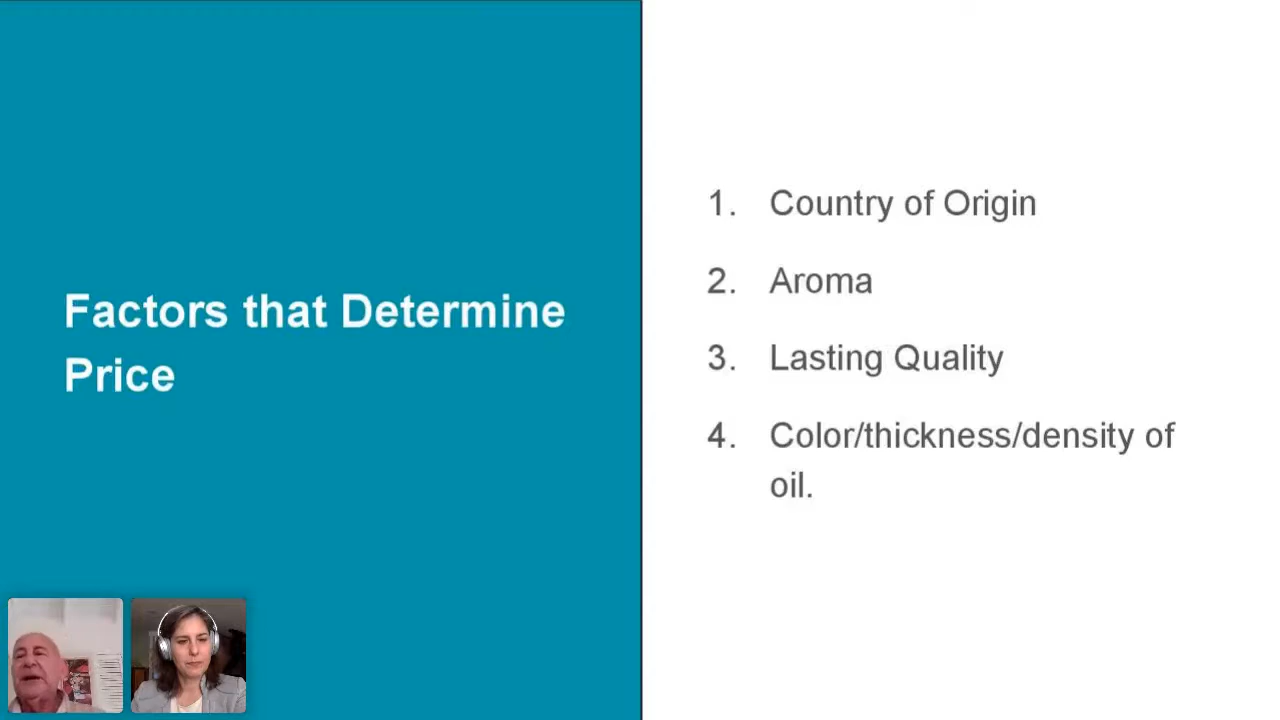 Factors that Determine
Price
1. Country of Origin
2. Aroma
3. Lasting Quality
4. Color/thickness/density of
oil.